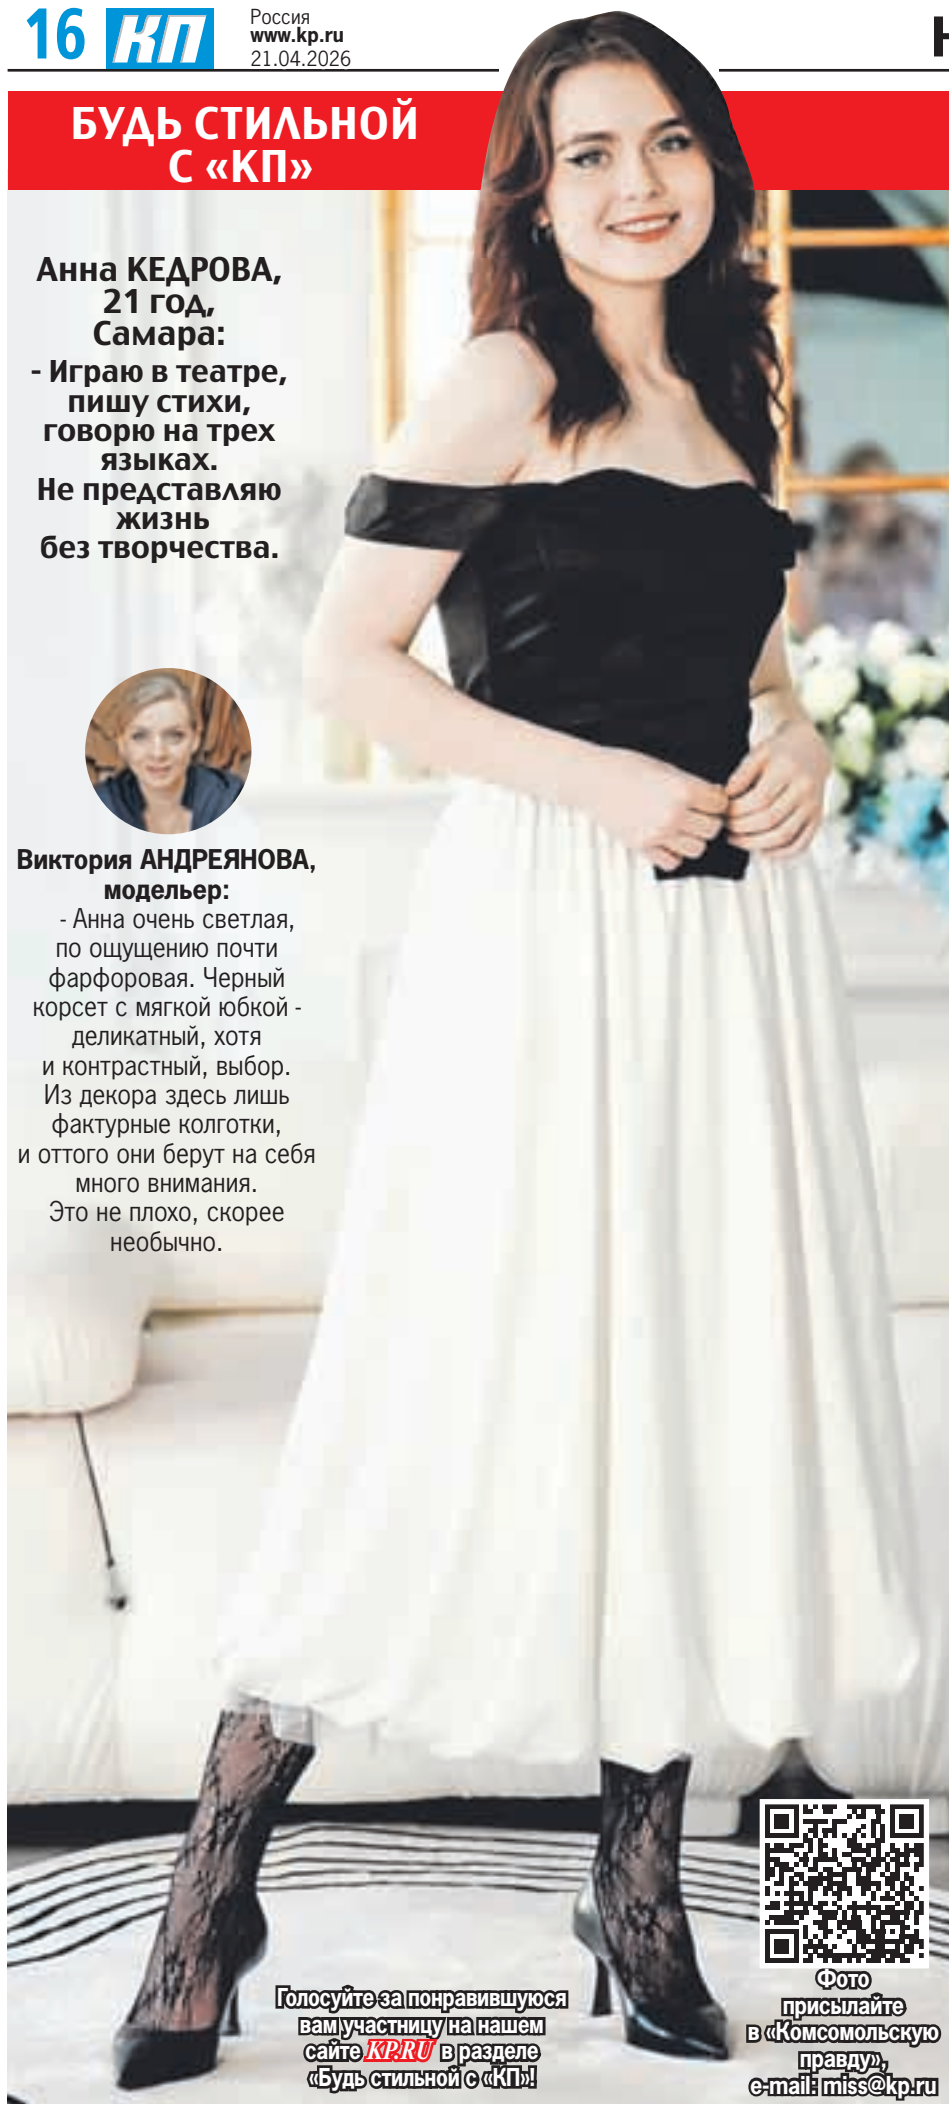 16
КП
Россия
www.kp.ru
21.04.2026
БУДЬ СТИЛЬНОЙ
С «КП»
Анна КЕДРОВА,
21 год,
Самара:
- Играю в театре,
пишу стихи,
говорю на трех
языках.
Не представляю
жизнь
без творчества.
Виктория АНДРЕЯНОВА,
модельер:
- Анна очень светлая,
по ощущению почти
фарфоровая. Черный
корсет с мягкой юбкой -
деликатный, хотя
и контрастный, выбор.
Из декора здесь лишь
фактурные колготки,
и оттого они берут на себя
много внимания.
Это не плохо, скорее
необычно.
Голосуйте за понравившуюся
вам участницу на нашем
сайте KP.RU в разделе
«Будь стильной с «КП»!
Фото
присылайте
в «Комсомольскую
правду»,
e-mail: miss@kp.ru